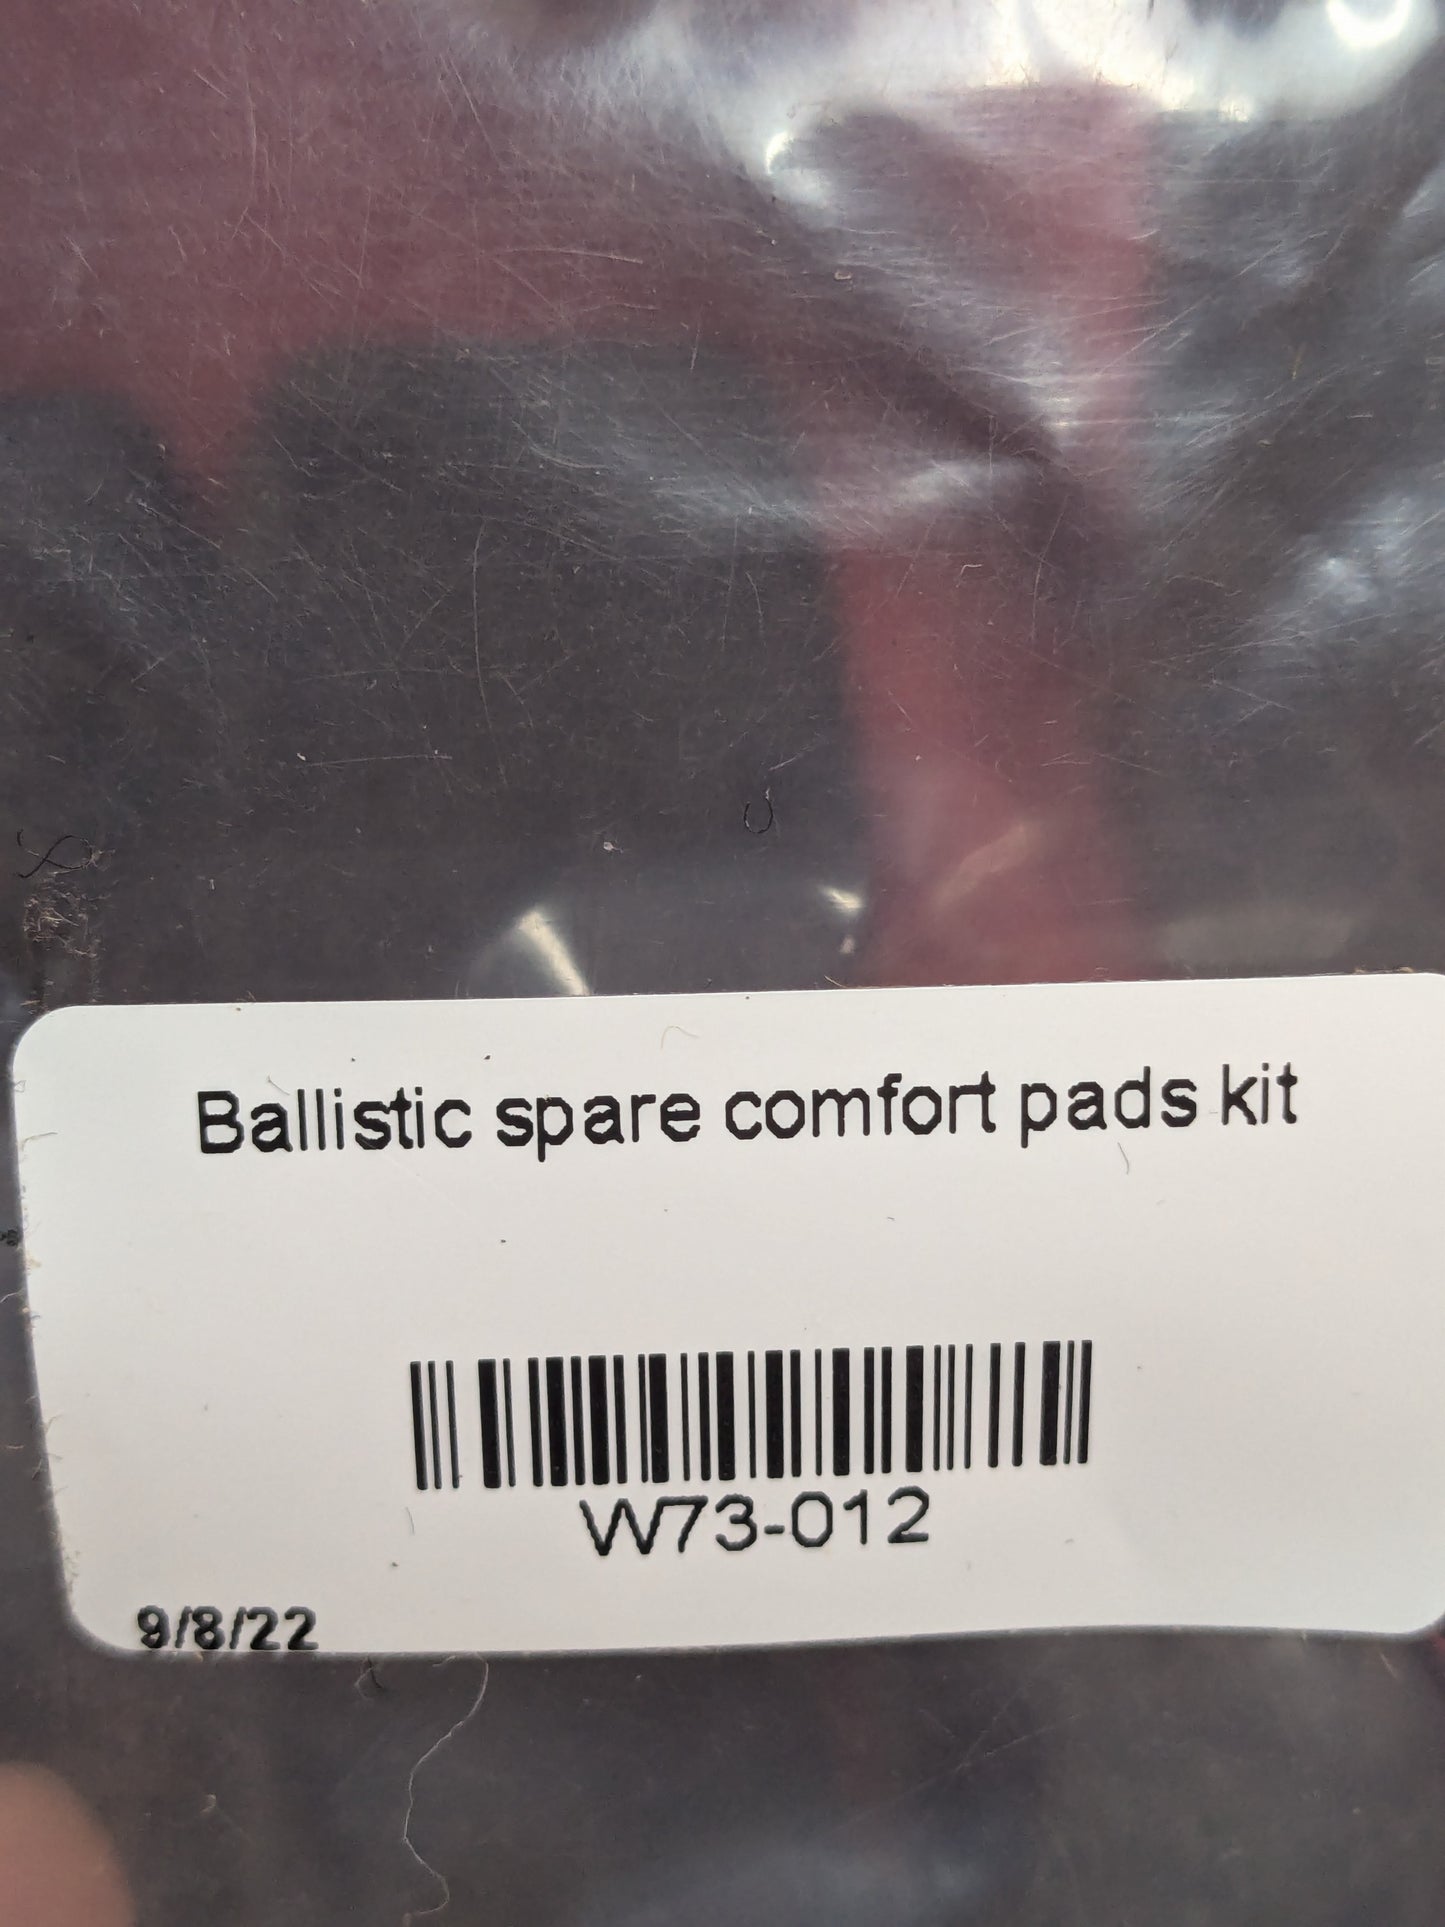 Ballistic spare comfort pads kit
W73-012
9/8/22